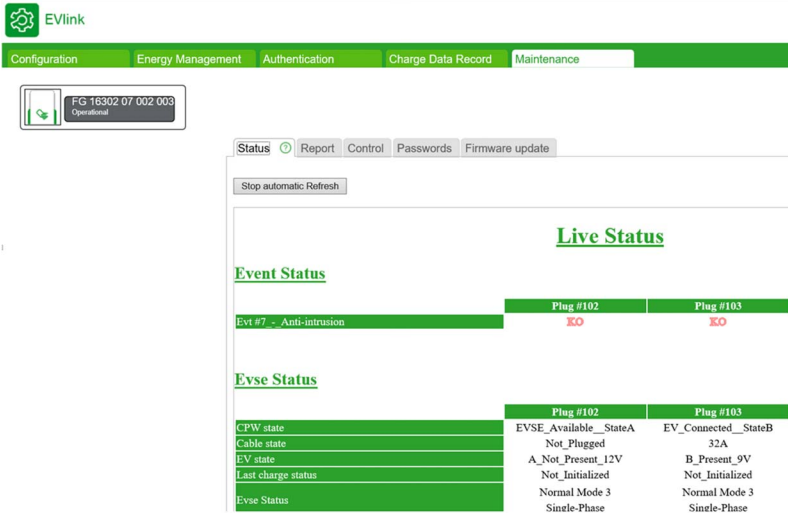 EVlink
Configuration Energy Management Authentication Charge Data Record Maintenance
FG 16302 07 002 003
Operational
Status ? Report Control Passwords Firmware update
Stop automatic Refresh
Live Status
Event Status
Plug #102 Plug #103
Evt #7_-_Anti-intrusion KO KO
Evse Status
Plug #102 Plug #103
CPW state EVSE_Available__StateA EV_Connected__StateB
Cable state Not_Plugged 32A
EV state A_Not_Present_12V B_Present_9V
Last charge status Not_Initialized Not_Initialized
Evse Status Normal Mode 3 Normal Mode 3
Single-Phase Single-Phase